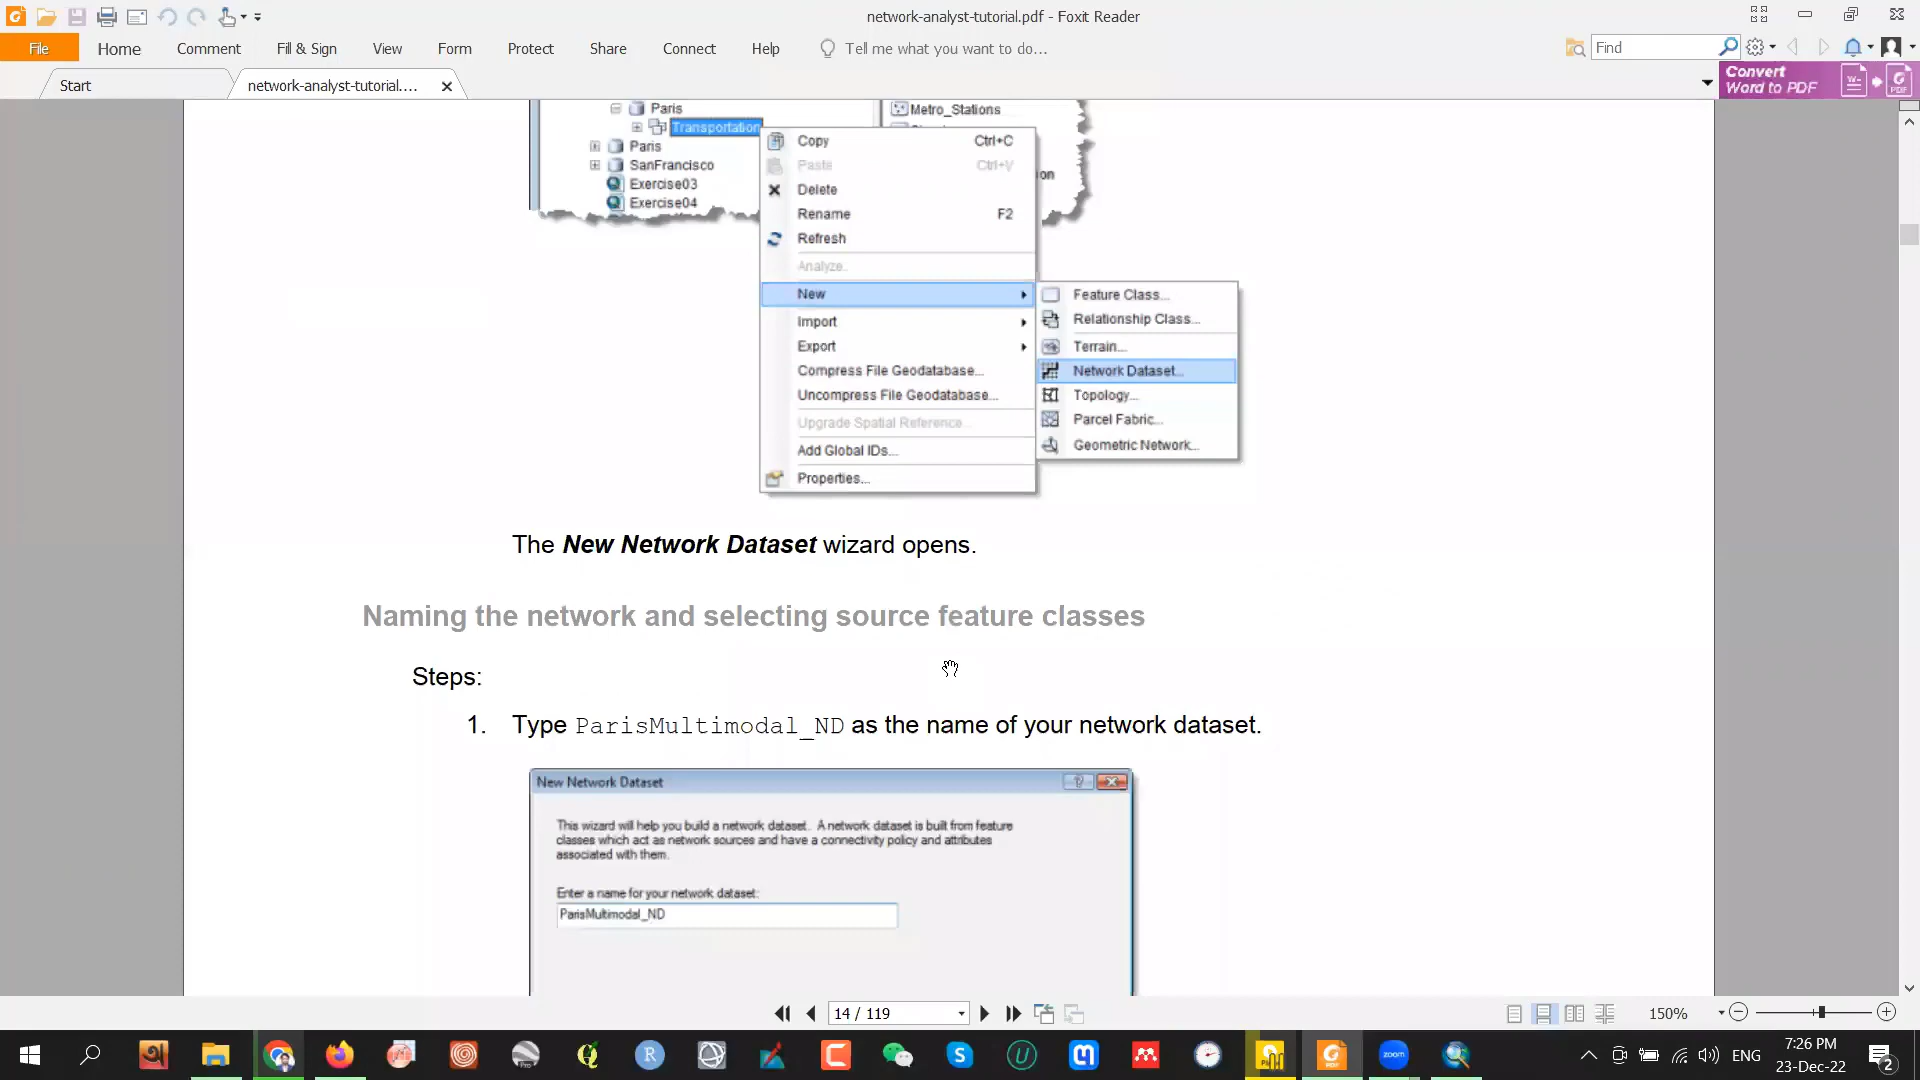 network-analyst-tutorial.pdf - Foxit Reader
File Home Comment Fill & Sign View Form Protect Share Connect Help Tell me what you want to do... Find
Start network-analyst-tutorial.... Convert
Word to PDF
Paris Metro_Stations
Transportation
Paris
SanFrancisco
Exercise03
Exercise04
on
Copy Ctrl+C
Paste Ctrl+V
Delete
Rename F2
Refresh
Analyze...
New
Import
Export
Compress File Geodatabase...
Uncompress File Geodatabase...
Upgrade Spatial Reference...
Add Global IDs...
Properties...
Feature Class...
Relationship Class...
Terrain...
Network Dataset...
Topology...
Parcel Fabric...
Geometric Network...
The New Network Dataset wizard opens.
Naming the network and selecting source feature classes
Steps:
1. Type ParisMultimodal_ND as the name of your network dataset.
New Network Dataset
This wizard will help you build a network dataset. A network dataset is built from feature
classes which act as network sources and have a connectivity policy and attributes
associated with them.
Enter a name for your network dataset:
ParisMultimodal_ND
14 / 119 150%
Pro R zoom PDF ENG 7:26 PM
23-Dec-22 2